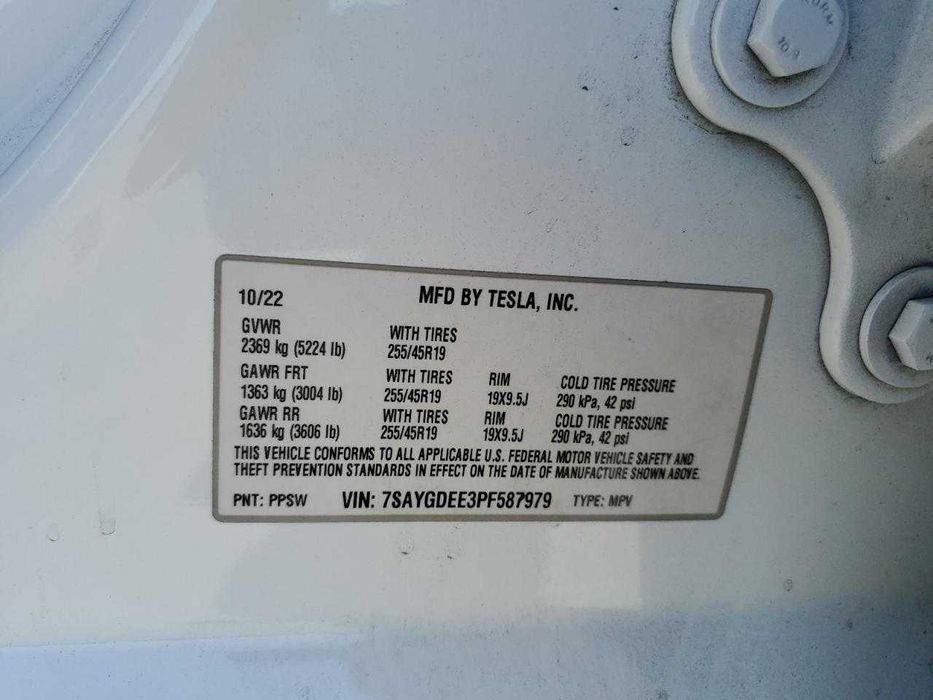 10/22 MFD BY TESLA, INC.
GVWR WITH TIRES
2369 kg (5224 lb) 255/45R19
GAWR FRT WITH TIRES RIM COLD TIRE PRESSURE
1363 kg (3004 lb) 255/45R19 19X9.5J 290 kPa, 42 psi
GAWR RR WITH TIRES RIM COLD TIRE PRESSURE
1636 kg (3606 lb) 255/45R19 19X9.5J 290 kPa, 42 psi
THIS VEHICLE CONFORMS TO ALL APPLICABLE U.S. FEDERAL MOTOR VEHICLE SAFETY AND
THEFT PREVENTION STANDARDS IN EFFECT ON THE DATE OF MANUFACTURE SHOWN ABOVE.
PNT: PPSW VIN: 7SAYGDEE3PF587979 TYPE: MPV